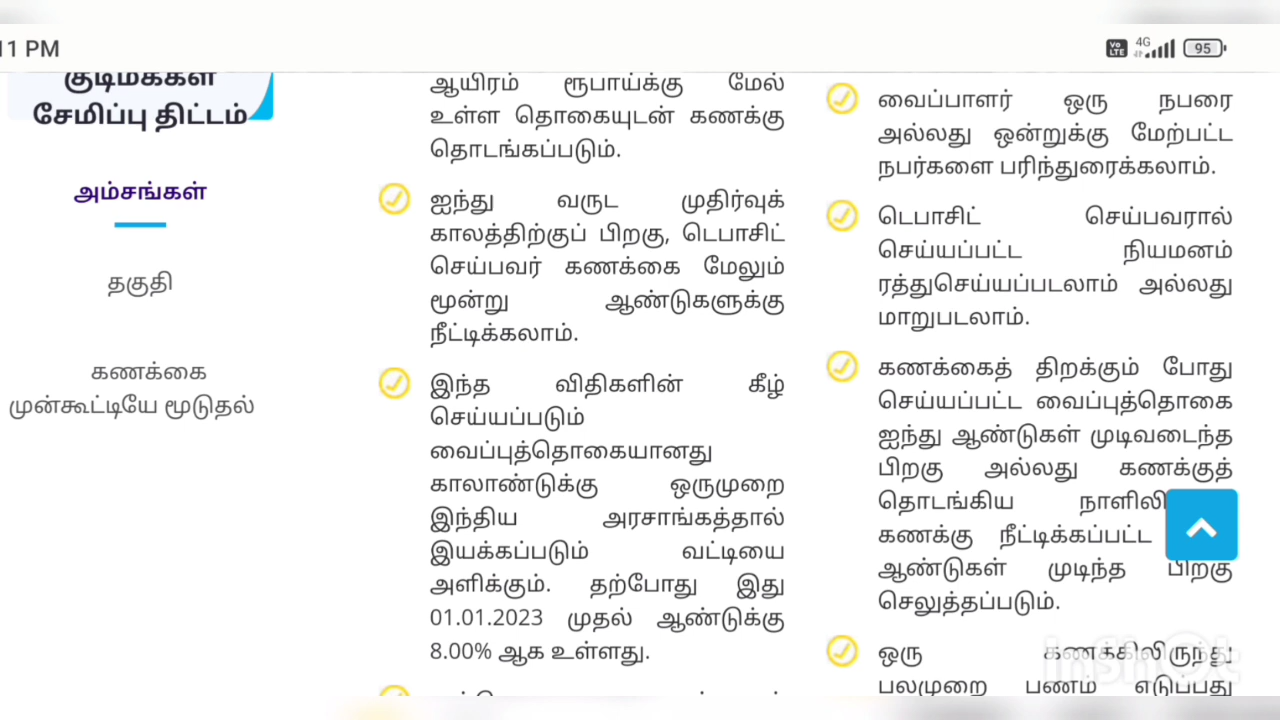 11 PM
Vo LTE 4G 95
குடிமக்கள்
சேமிப்பு திட்டம்
அம்சங்கள்
தகுதி
கணக்கை
முன்கூட்டியே மூடுதல்
ஆயிரம் ரூபாய்க்கு மேல்
உள்ள தொகையுடன் கணக்கு
தொடங்கப்படும்.
ஐந்து வருட முதிர்வுக்
காலத்திற்குப் பிறகு, டெபாசிட்
செய்பவர் கணக்கை மேலும்
மூன்று ஆண்டுகளுக்கு
நீட்டிக்கலாம்.
இந்த விதிகளின் கீழ்
செய்யப்படும்
வைப்புத்தொகையானது
காலாண்டுக்கு ஒருமுறை
இந்திய அரசாங்கத்தால்
இயக்கப்படும் வட்டியை
அளிக்கும். தற்போது இது
01.01.2023 முதல் ஆண்டுக்கு
8.00% ஆக உள்ளது.
வைப்பாளர் ஒரு நபரை
அல்லது ஒன்றுக்கு மேற்பட்ட
நபர்களை பரிந்துரைக்கலாம்.
டெபாசிட் செய்பவரால்
செய்யப்பட்ட நியமனம்
ரத்துசெய்யப்படலாம் அல்லது
மாறுபடலாம்.
கணக்கைத் திறக்கும் போது
செய்யப்பட்ட வைப்புத்தொகை
ஐந்து ஆண்டுகள் முடிவடைந்த
பிறகு அல்லது கணக்குத்
தொடங்கிய
கணக்கு நீட்டிக்கப்பட்ட
ஆண்டுகள் முடிந்த பிறகு
செலுத்தப்படும்.
ஒரு கணக்கிலிருந்து
பலமுறை பணம் எடுப்பது
InShOt